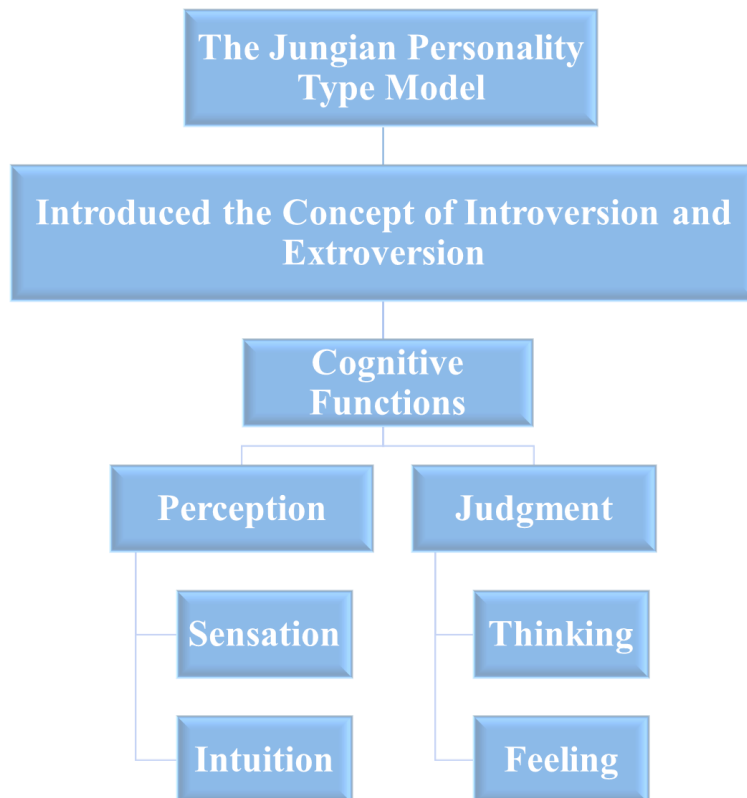 The Jungian Personality
Type Model
Introduced the Concept of Introversion and
Extroversion
Cognitive
Functions
Perception
Judgment
Sensation
Thinking
Intuition
Feeling